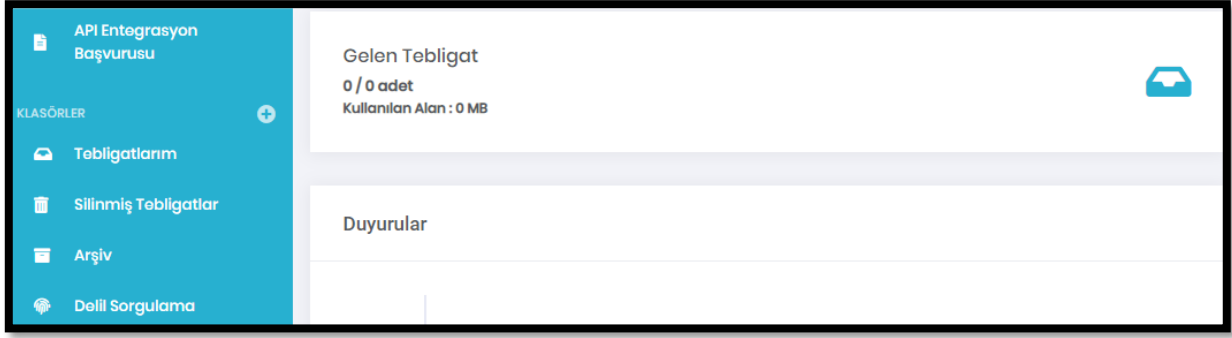 API Entegrasyon
Başvurusu
KLASÖRLER
Tebligatlarım
Silinmiş Tebligatlar
Arşiv
Delil Sorgulama
Gelen Tebligat
0 / 0 adet
Kullanılan Alan : 0 MB
Duyurular